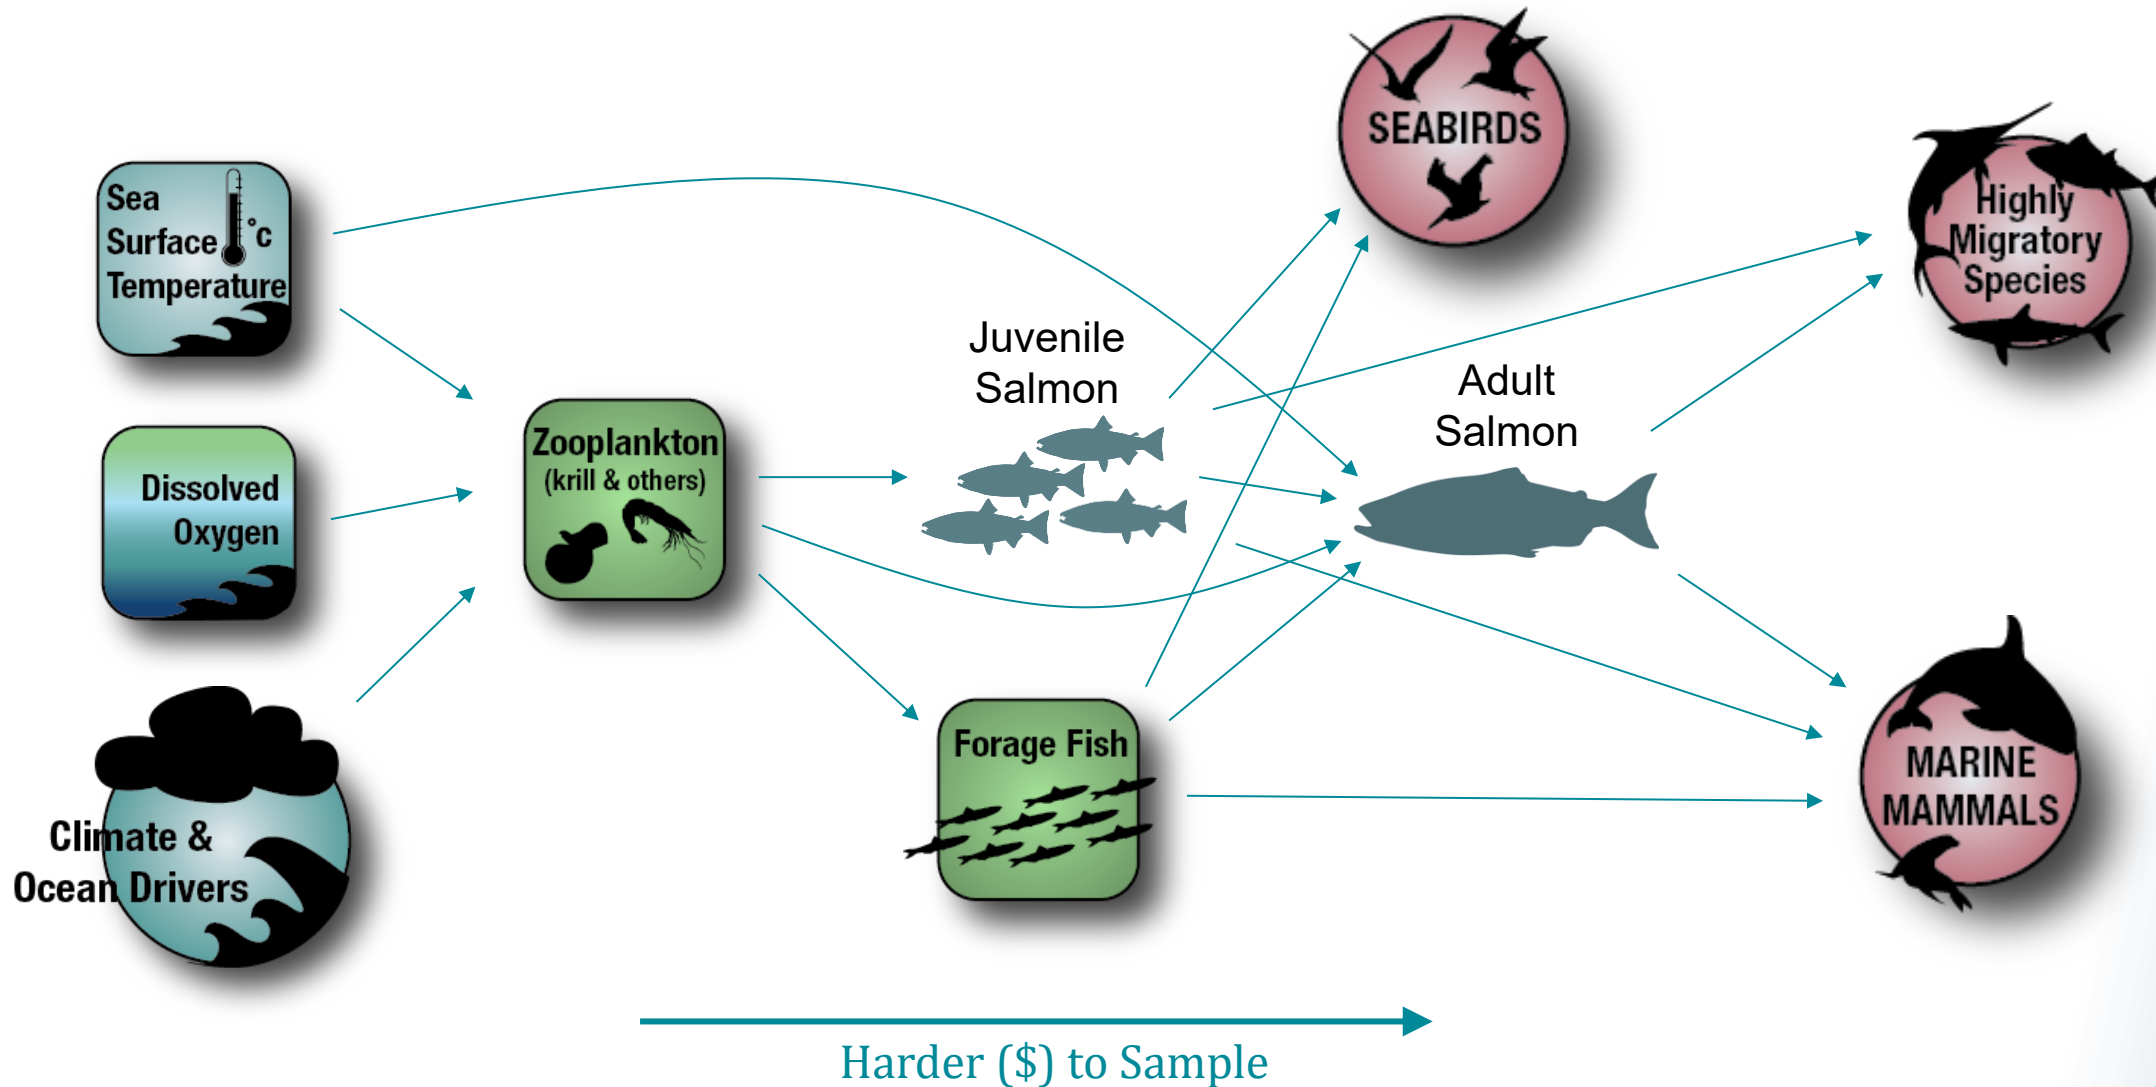 SEABIRDS
Sea
Surface
Temperature
°C
Highly
Migratory
Species
Juvenile
Salmon
Adult
Salmon
Dissolved
Oxygen
Zooplankton
(krill & others)
Forage Fish
MARINE
MAMMALS
Climate &
Ocean Drivers
Harder ($) to Sample